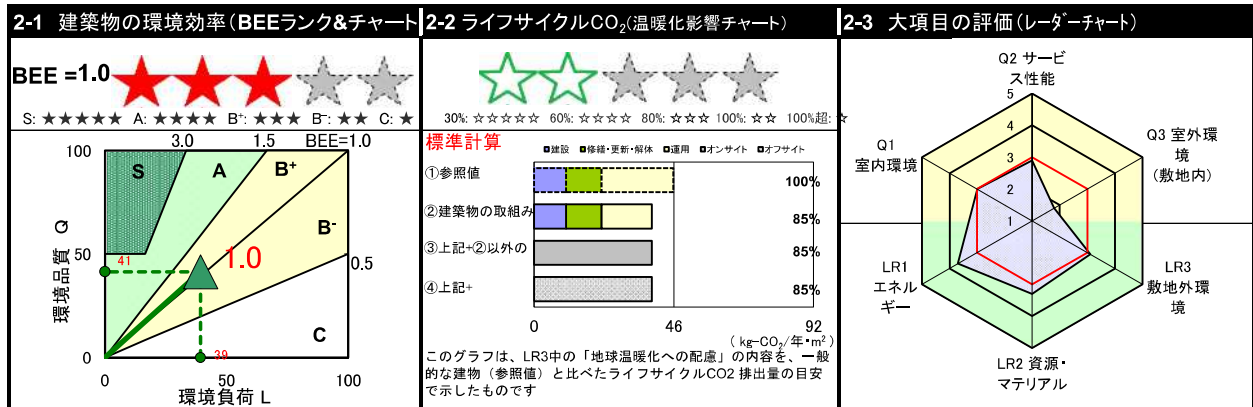 2-1 建築物の環境効率(BEEランク&チャート
BEE =1.0
S: ★★★★★ A: ★★★★ B⁺: ★★★ B⁻: ★★ C: ★
3.0 1.5 BEE=1.0
100
S
A
B⁺
B⁻
0.5
C
50
41
1.0
39
0
0 50 100
環境品質 Q
環境負荷 L
2-2 ライフサイクルCO₂(温暖化影響チャート)
30%: ☆☆☆☆☆ 60%: ☆☆☆☆ 80%: ☆☆☆ 100%: ☆☆ 100%超: ☆
標準計算
■建設 ■修繕・更新・解体 ■運用 ■オンサイト ■オフサイト
①参照値 100%
②建築物の取組み 85%
③上記+②以外の 85%
④上記+ 85%
0 46 92
( kg-CO₂/年・m² )
このグラフは、LR3中の「地球温暖化への配慮」の内容を、一般
的な建物(参照値)と比べたライフサイクルCO2 排出量の目安
で示したものです
2-3 大項目の評価(レーダーチャート)
Q2 サービ
ス性能
5
4
3
2
1
Q1
室内環境
Q3 室外環
境
(敷地内)
LR1
エネル
ギー
LR3
敷地外環
境
LR2 資源・
マテリアル